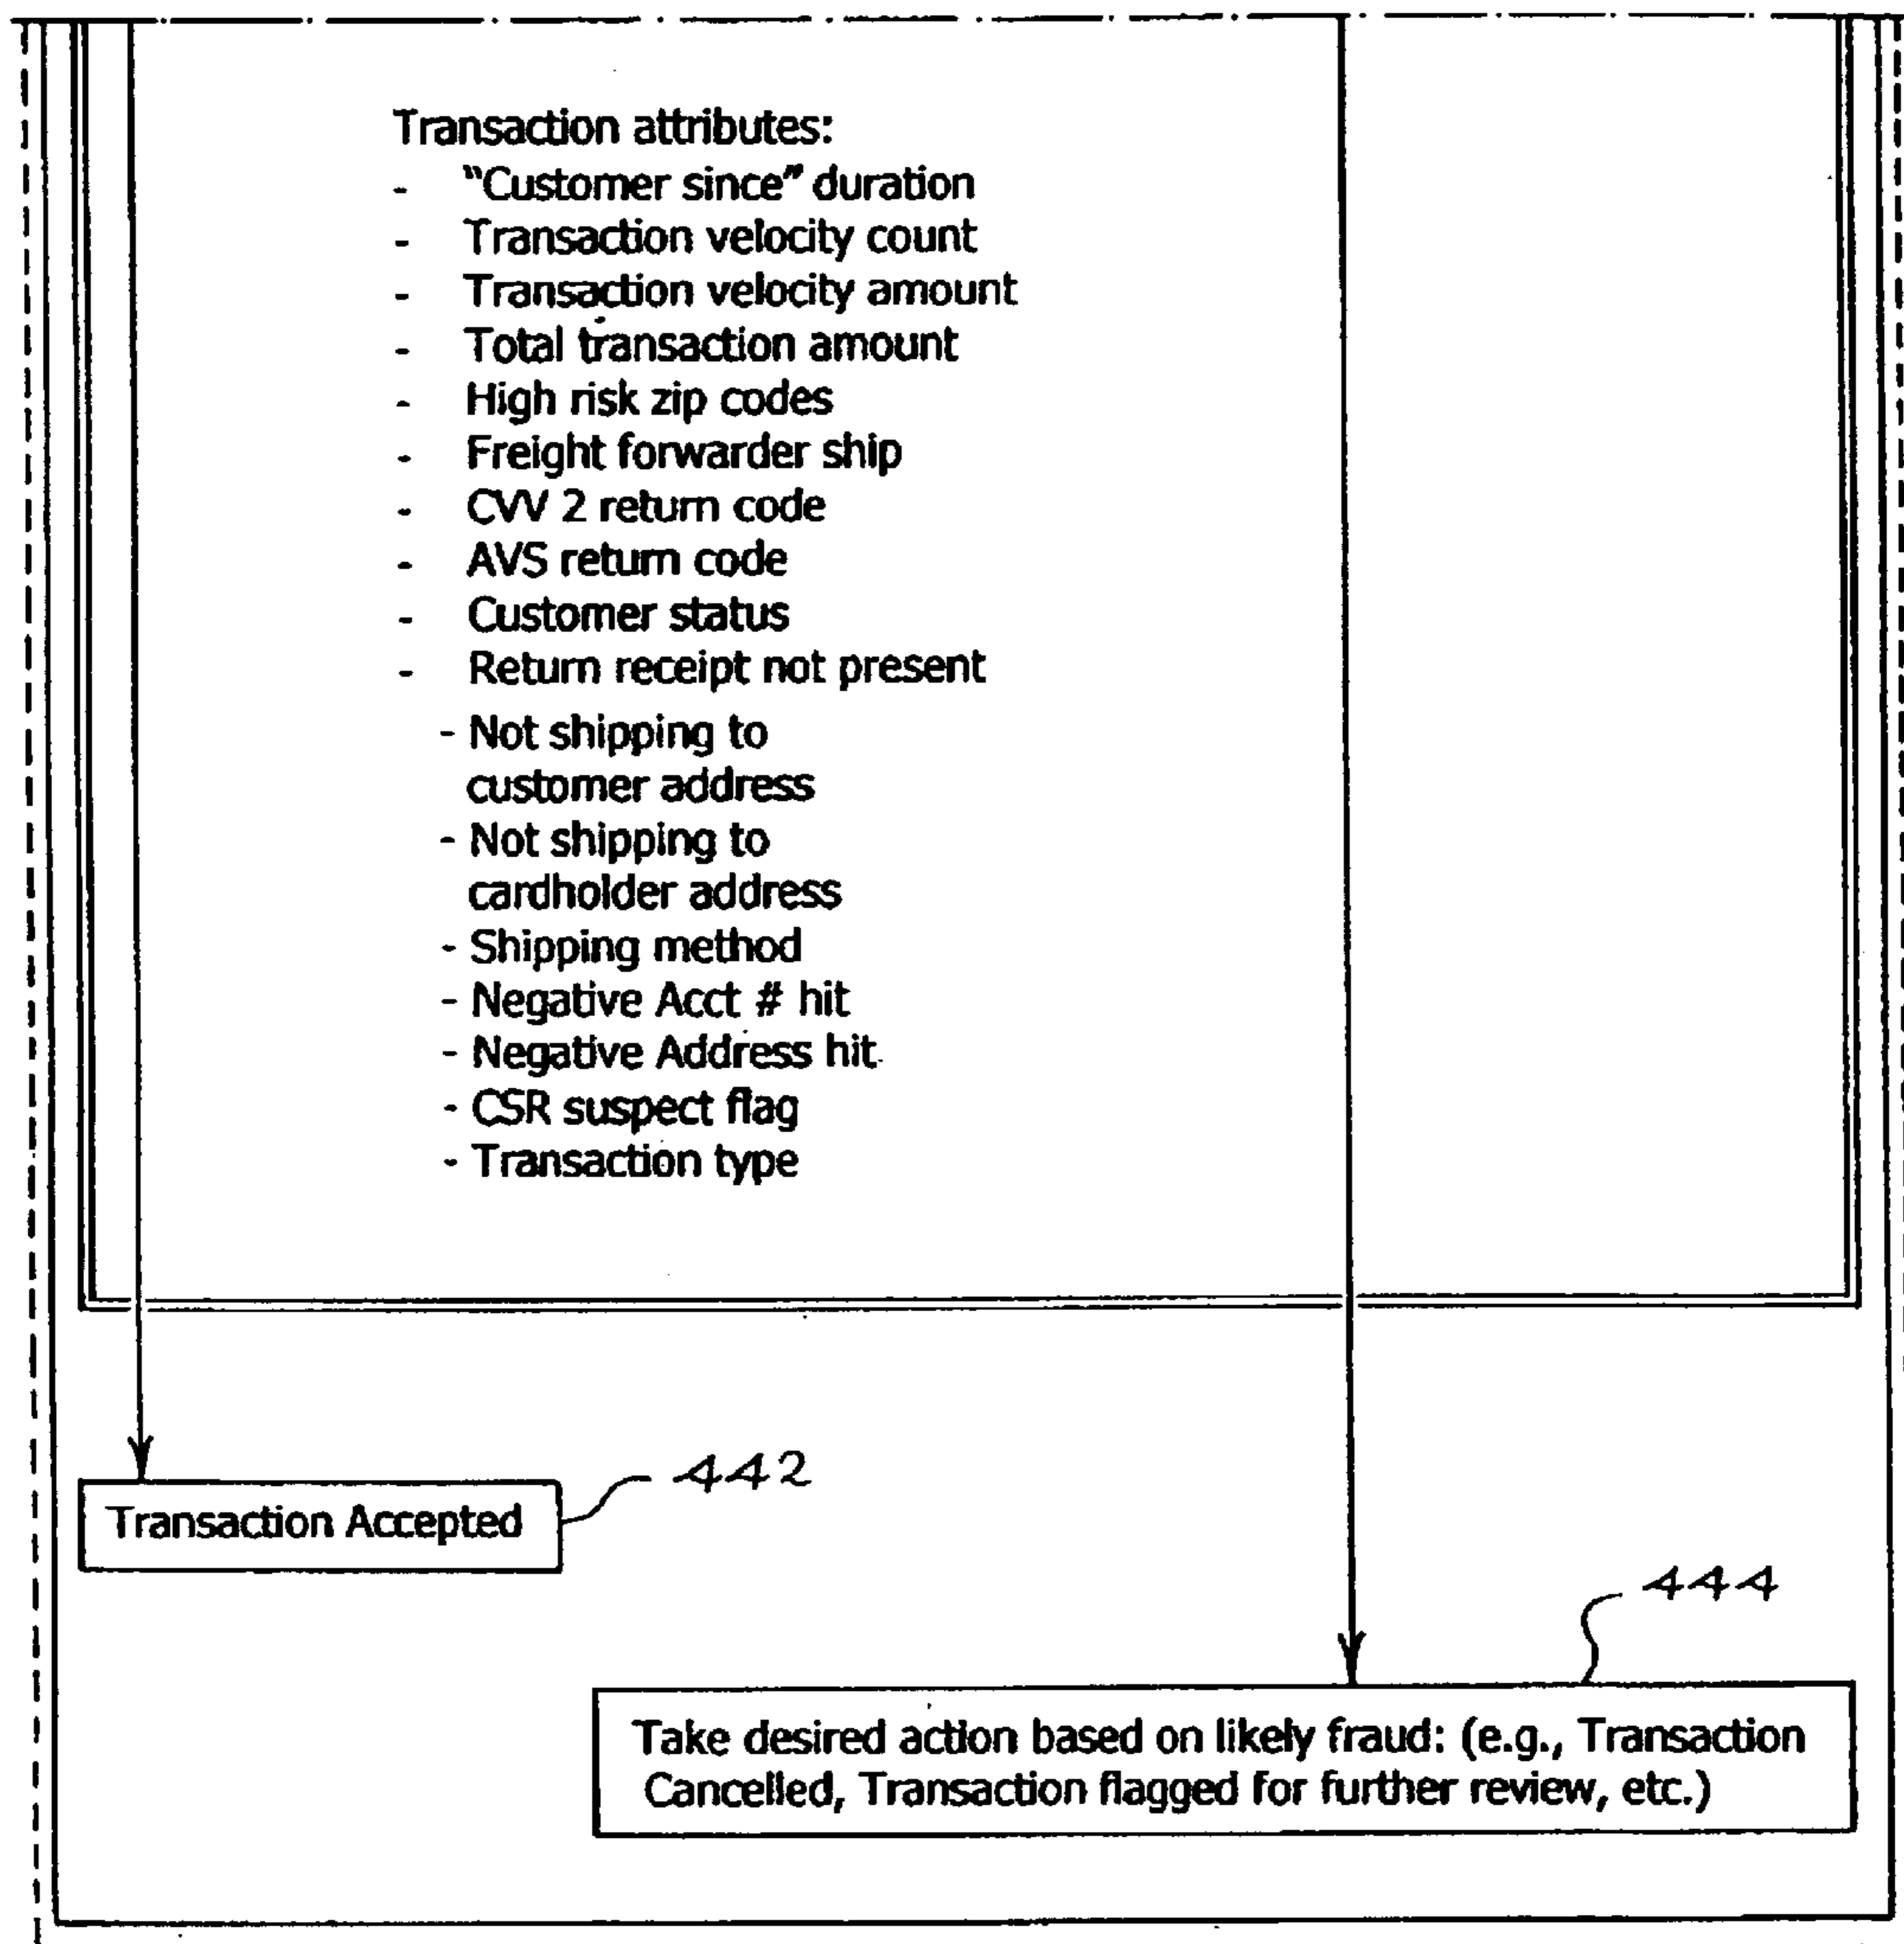 Transaction attributes:
- “Customer since” duration
- Transaction velocity count
- Transaction velocity amount
- Total transaction amount
- High risk zip codes
- Freight forwarder ship
- CVV 2 return code
- AVS return code
- Customer status
- Return receipt not present
- Not shipping to
customer address
- Not shipping to
cardholder address
- Shipping method
- Negative Acct # hit
- Negative Address hit
- CSR suspect flag
- Transaction type
442
Transaction Accepted
444
Take desired action based on likely fraud: (e.g., Transaction
Cancelled, Transaction flagged for further review, etc.)